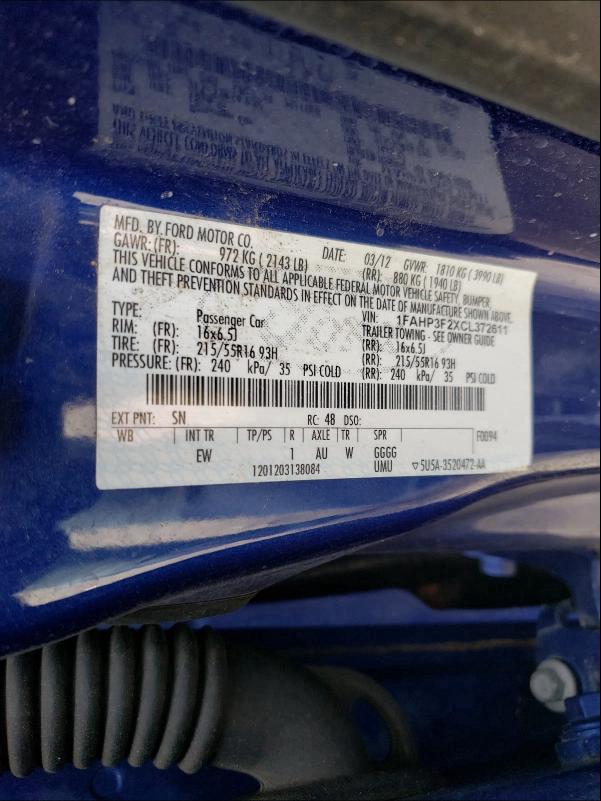 MFD. BY. FORD MOTOR CO. DATE: 03/12 GVWR: 1810 KG ( 3990 LB)
GAWR: (FR): 972 KG ( 2143 LB) (RR): 880 KG ( 1940 LB)
THIS VEHICLE CONFORMS TO ALL APPLICABLE FEDERAL MOTOR VEHICLE SAFETY, BUMPER,
AND THEFT PREVENTION STANDARDS IN EFFECT ON THE DATE OF MANUFACTURE SHOWN ABOVE.
VIN: 1FAHP3F2XCL372611
TYPE: Passenger Car TRAILER TOWING - SEE OWNER GUIDE
RIM: (FR): 16x6.5J (RR): 16x6.5J
TIRE: (FR): 215/55R16 93H (RR): 215/55R16 93H
PRESSURE: (FR): 240 kPa/ 35 PSI COLD (RR): 240 kPa/ 35 PSI COLD
EXT PNT: SN RC: 48 DSO:
WB INT TR TP/PS R AXLE TR SPR F0094
EW 1 AU W GGGG
1201203138084 UMU ▽5U5A-3520472-AA